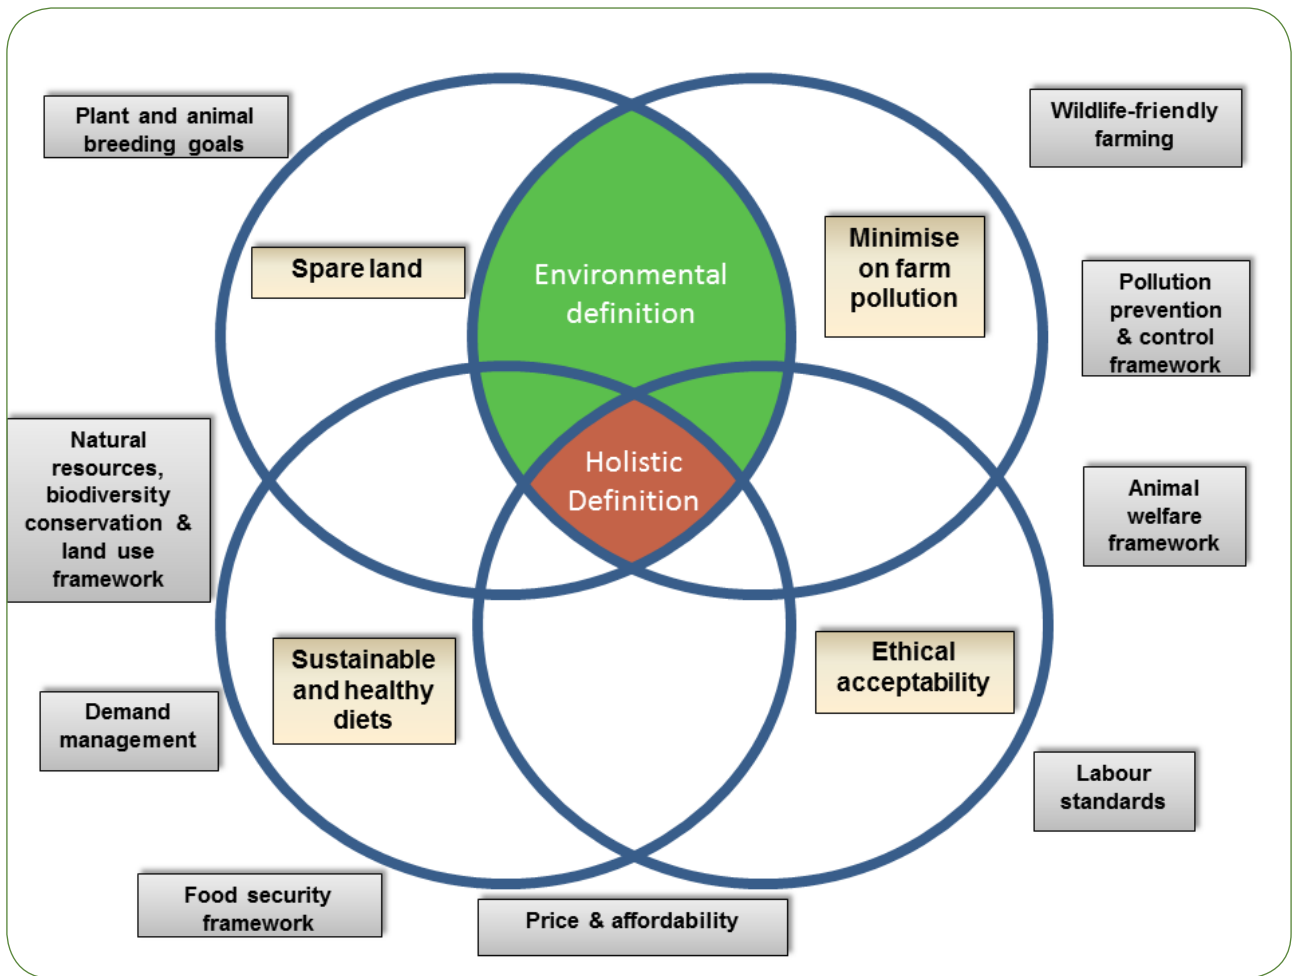 Plant and animal
breeding goals
Wildlife-friendly
farming
Spare land
Environmental
definition
Minimise
on farm
pollution
Pollution
prevention
& control
framework
Natural
resources,
biodiversity
conservation &
land use
framework
Holistic
Definition
Animal
welfare
framework
Sustainable
and healthy
diets
Ethical
acceptability
Demand
management
Labour
standards
Food security
framework
Price & affordability